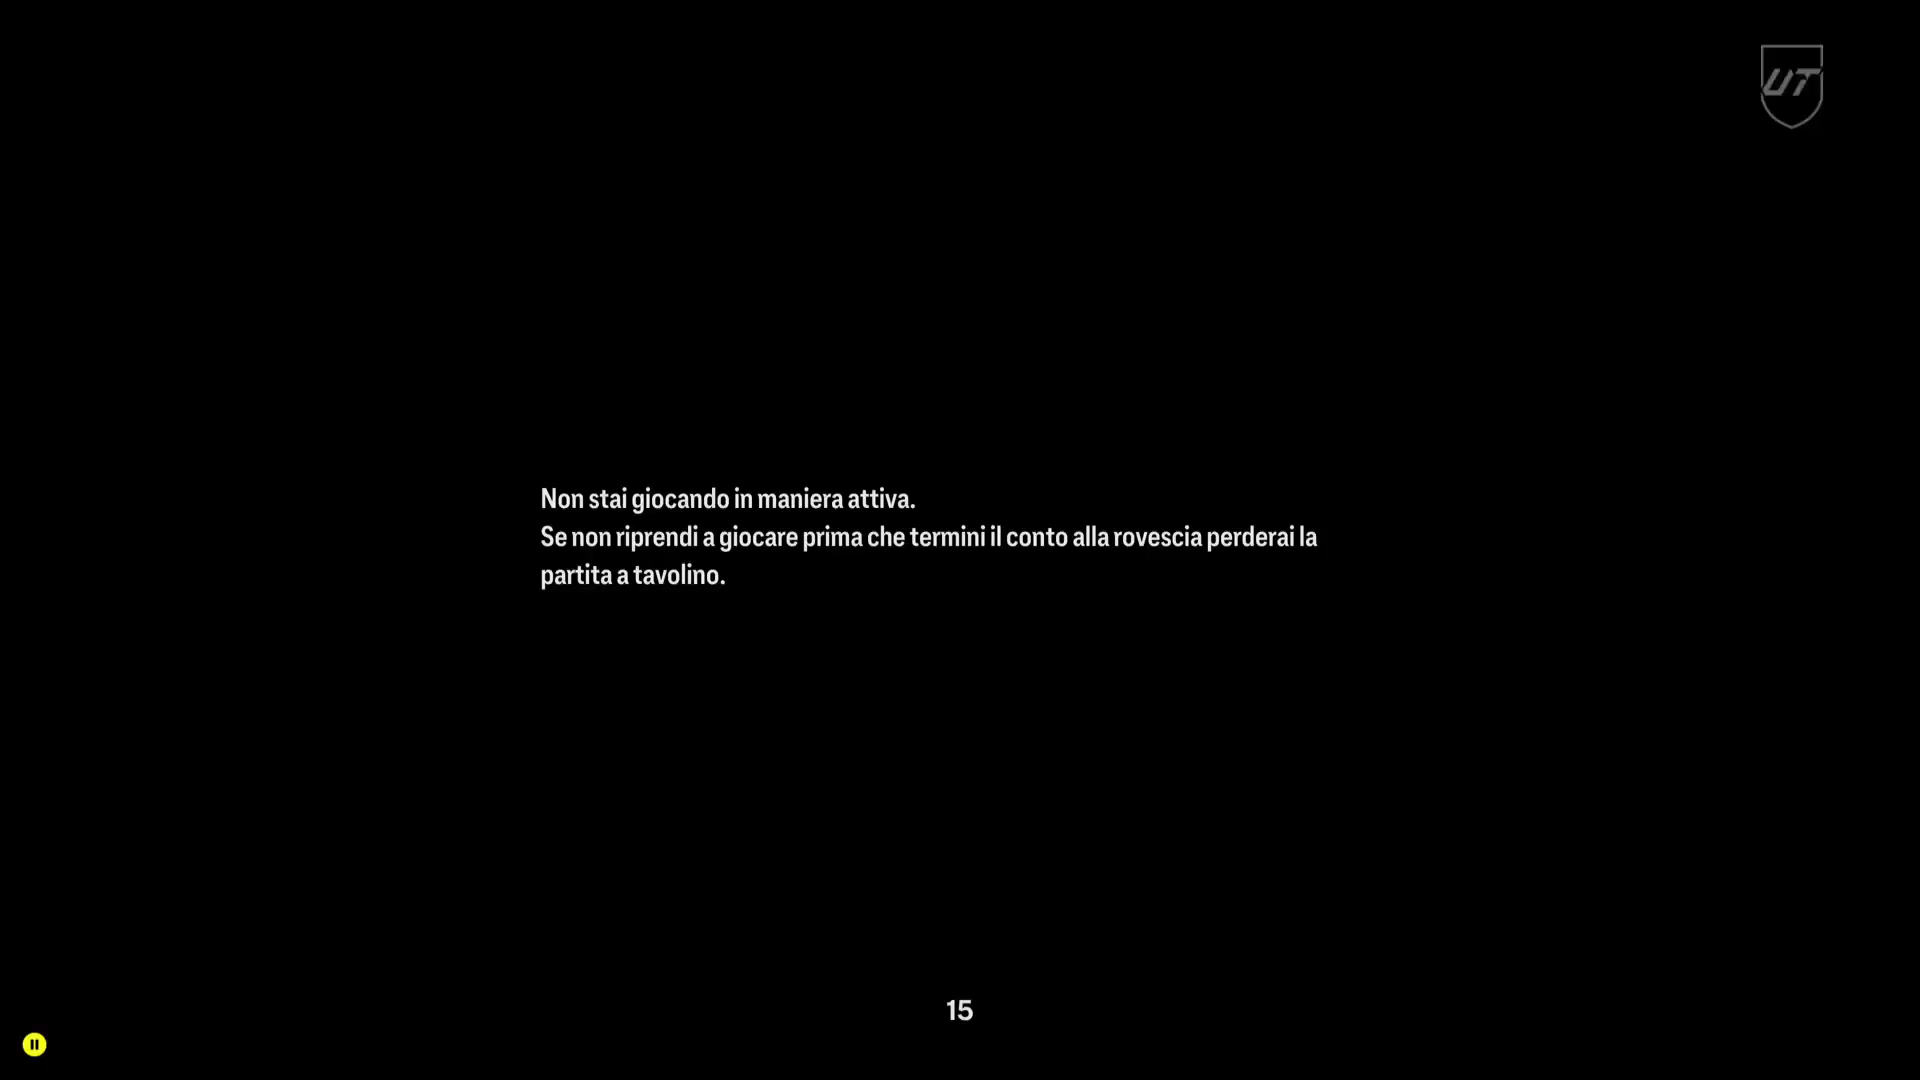 UT
Non stai giocando in maniera attiva.
Se non riprendi a giocare prima che termini il conto alla rovescia perderai la
partita a tavolino.
15